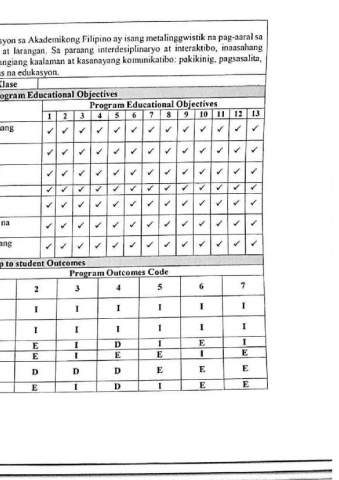 syon sa Akademikong Filipino ay isang metalinggwistik na pag-aaral sa
at larangan. Sa paraang interdesiplinaryo at interaktibo, inaasahang
angiang kaalaman at kasanayang komunikatibo: pakikinig, pagsasalita,
as na edukasyon.
Klase
ogram Educational Objectives
Program Educational Objectives
1 2 3 4 5 6 7 8 9 10 11 12 13
ang ✓ ✓ ✓ ✓ ✓ ✓ ✓ ✓ ✓ ✓ ✓ ✓ ✓
✓ ✓ ✓ ✓ ✓ ✓ ✓ ✓ ✓ ✓ ✓ ✓ ✓
✓ ✓ ✓ ✓ ✓ ✓ ✓ ✓ ✓ ✓ ✓ ✓ ✓
✓ ✓ ✓ ✓ ✓ ✓ ✓ ✓ ✓ ✓ ✓ ✓ ✓
✓ ✓ ✓ ✓ ✓ ✓ ✓ ✓ ✓ ✓ ✓ ✓ ✓
na ✓ ✓ ✓ ✓ ✓ ✓ ✓ ✓ ✓ ✓ ✓ ✓ ✓
ang ✓ ✓ ✓ ✓ ✓ ✓ ✓ ✓ ✓ ✓ ✓ ✓ ✓
p to student Outcomes
Program Outcomes Code
2 3 4 5 6 7
I I I I I I
I I I I I I
E I D I E I
E I E E I E
D D D E E E
E I D I E E